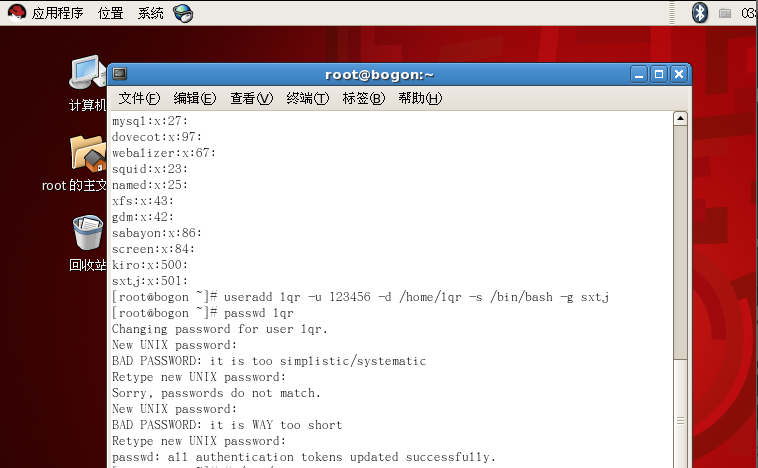 应用程序 位置 系统
03:
计算机
root 的主文
回收站
root@bogon:~
文件(F) 编辑(E) 查看(V) 终端(T) 标签(B) 帮助(H)
mysql:x:27:
dovecot:x:97:
webalizer:x:67:
squid:x:23:
named:x:25:
xfs:x:43:
gdm:x:42:
sabayon:x:86:
screen:x:84:
kiro:x:500:
sxtj:x:501:
[root@bogon ~]# useradd lqr -u 123456 -d /home/lqr -s /bin/bash -g sxtj
[root@bogon ~]# passwd lqr
Changing password for user lqr.
New UNIX password:
BAD PASSWORD: it is too simplistic/systematic
Retype new UNIX password:
Sorry, passwords do not match.
New UNIX password:
BAD PASSWORD: it is WAY too short
Retype new UNIX password:
passwd: all authentication tokens updated successfully.